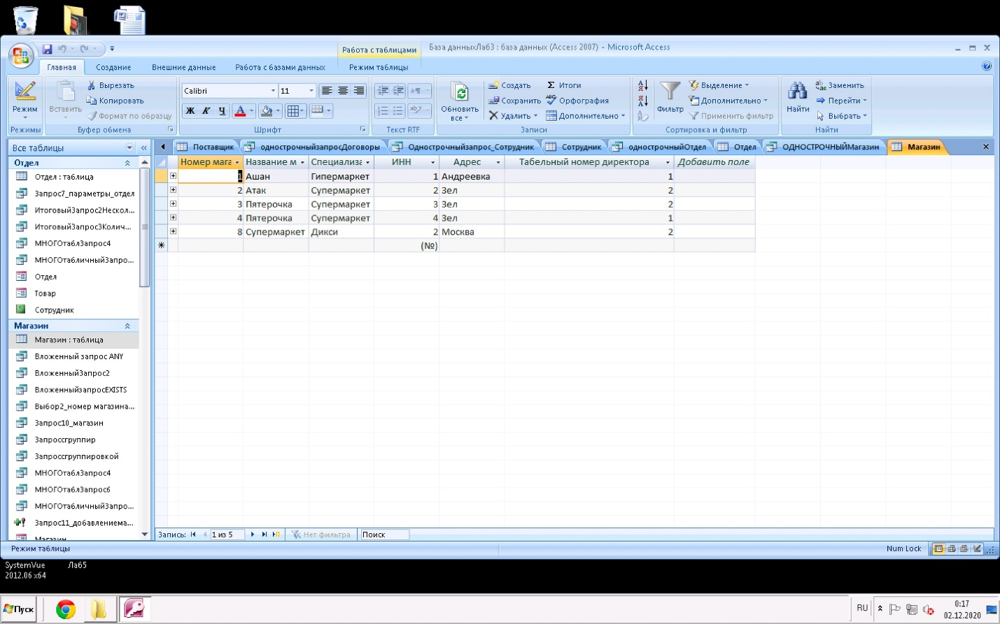 База данныхЛаб3 : база данных (Access 2007) - Microsoft Access
Работа с таблицами
Главная Создание Внешние данные Работа с базами данных Режим таблицы
Режим
Режимы
Вставить
Вырезать
Копировать
Формат по образцу
Буфер обмена
Calibri 11
Ж К Ч
Шрифт
Текст RTF
Обновить все
Создать
Сохранить
Удалить
Итоги
Орфография
Дополнительно
Записи
Фильтр
Выделение
Дополнительно
Применить фильтр
Сортировка и фильтр
Найти
Заменить
Перейти
Выбрать
Найти
Все таблицы
Отдел
Отдел : таблица
Запрос7_параметры_отдел
ИтоговыйЗапрос2Нескол...
ИтоговыйЗапрос3Колич...
МНОГОтаблЗапрос4
МНОГОтабличныйЗапро...
Отдел
Товар
Сотрудник
Магазин
Магазин : таблица
Вложенный запрос ANY
ВложенныйЗапрос2
ВложенныйзапросEXISTS
Выбор2_номер магазина...
Запрос10_магазин
Запроссгруппир
Запроссгруппировкой
МНОГОтаблЗапрос4
МНОГОтаблЗапрос6
МНОГОтабличныйЗапро...
Запрос11_добавлениема...
Магазин
Поставщик однострочныйзапросДоговоры Однострочныйзапрос_Сотрудник Сотрудник однострочныйОтдел Отдел ОДНОСТРОЧНЫЙМагазин Магазин
Номер мага Название м Специализа ИНН Адрес Табельный номер директора Добавить поле
1 Ашан Гипермаркет 1 Андреевка 1
2 Атак Супермаркет 2 Зел 2
3 Пятерочка Супермаркет 3 Зел 2
4 Пятерочка Супермаркет 4 Зел 1
8 Супермаркет Дикси 2 Москва 2
(№)
Запись: 1 из 5 Нет фильтра Поиск
Режим таблицы
Num Lock
SystemVue 2012.06 x64
Лаб5
Пуск
RU
0:17
02.12.2020